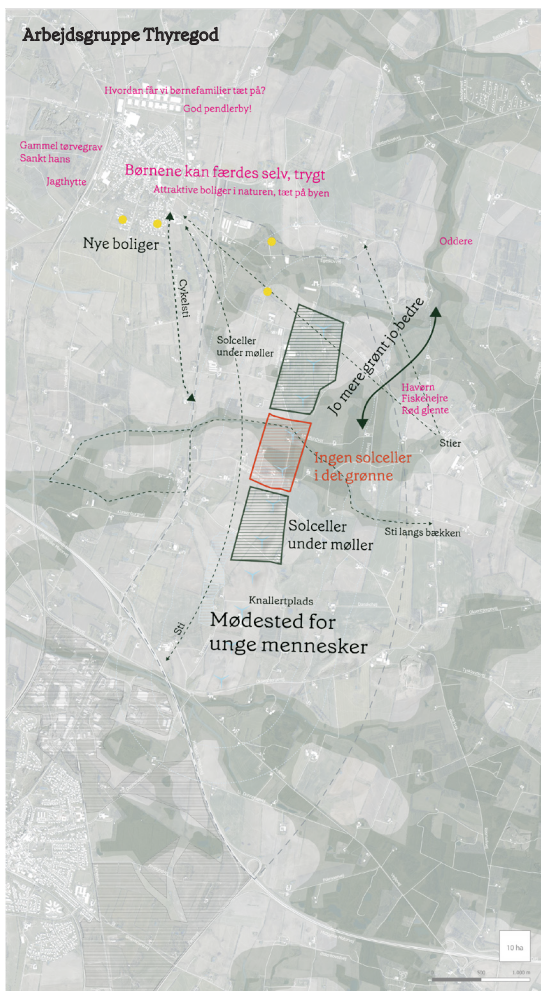 Arbejdsgruppe Thyregod
Hvordan får vi børnefamilier tæt på?
God pendlerby!
Gammel tørvegrav
Sankt hans
Jagthytte
Børnene kan færdes selv, trygt
Attraktive boliger i naturen, tæt på byen
Nye boliger
Oddere
Cykelsti
Solceller
under møller
Jo mere grønt jo bedre
Havørn
Fiskehejre
Rød glente
Stier
Ingen solceller
i det grønne
Solceller
under møller
Sti langs bækken
Knallertplads
Mødested for
unge mennesker
Sti
10 ha
500
1.000 m